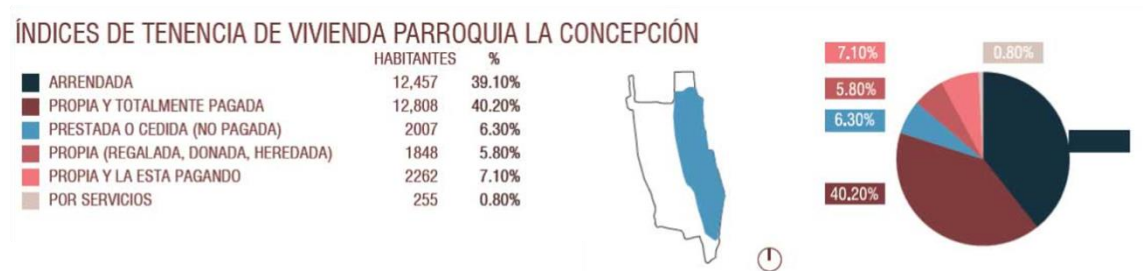 ÍNDICES DE TENENCIA DE VIVIENDA PARROQUIA LA CONCEPCIÓN
HABITANTES %
ARRENDADA 12,457 39.10%
PROPIA Y TOTALMENTE PAGADA 12,808 40.20%
PRESTADA O CEDIDA (NO PAGADA) 2007 6.30%
PROPIA (REGALADA, DONADA, HEREDADA) 1848 5.80%
PROPIA Y LA ESTA PAGANDO 2262 7.10%
POR SERVICIOS 255 0.80%
7.10%
0.80%
5.80%
6.30%
40.20%